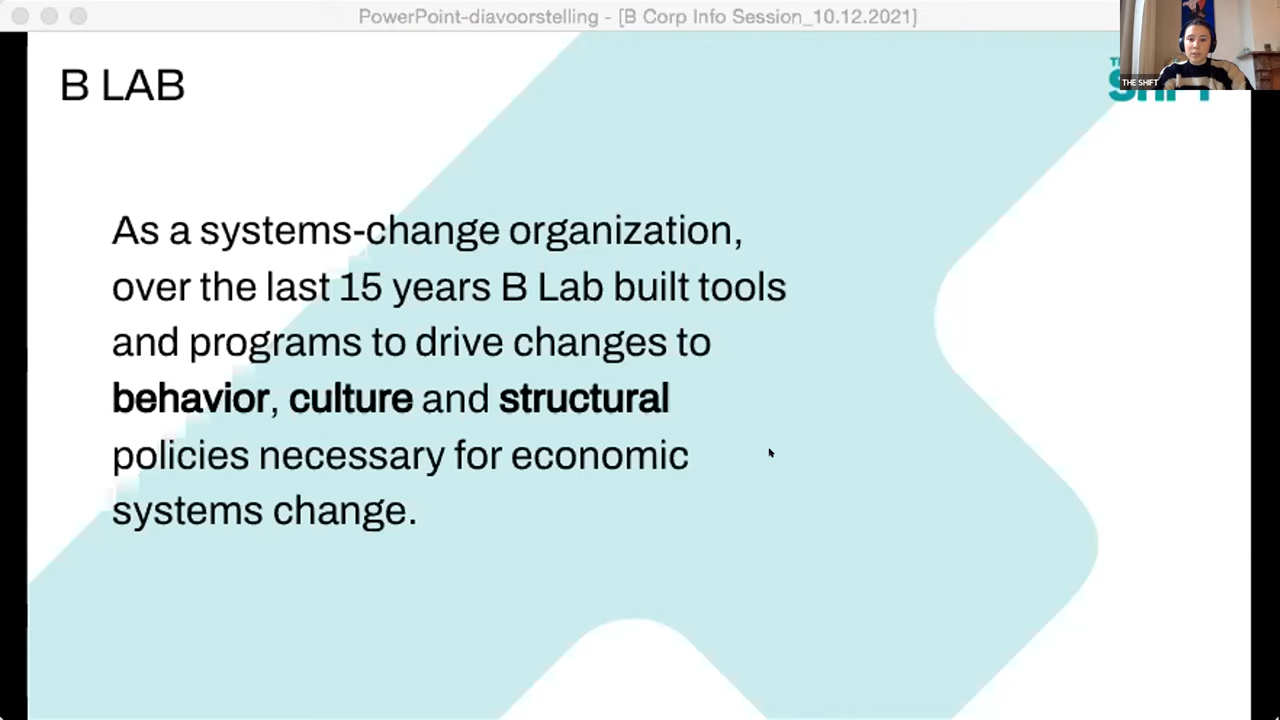 PowerPoint-diavoorstelling - [B Corp Info Session_10.12.2021]
B LAB
THE SHIFT
As a systems-change organization,
over the last 15 years B Lab built tools
and programs to drive changes to
behavior, culture and structural
policies necessary for economic
systems change.